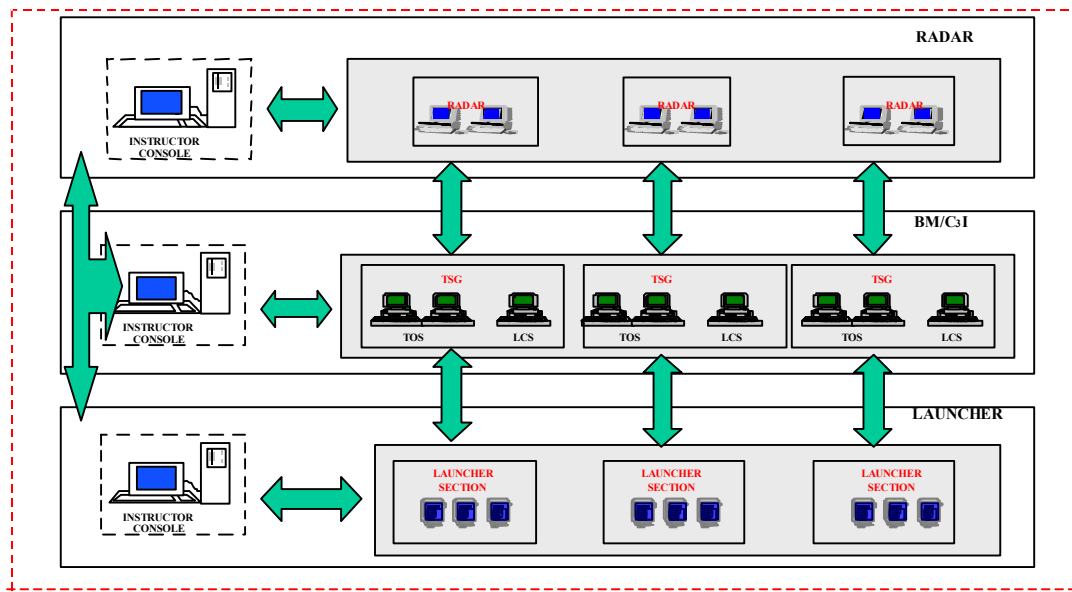 RADAR
RADAR
RADAR
RADAR
INSTRUCTOR
CONSOLE
BM/C3I
TSG
TSG
TSG
INSTRUCTOR
CONSOLE
TOS
LCS
TOS
LCS
TOS
LCS
LAUNCHER
LAUNCHER
SECTION
LAUNCHER
SECTION
LAUNCHER
SECTION
INSTRUCTOR
CONSOLE